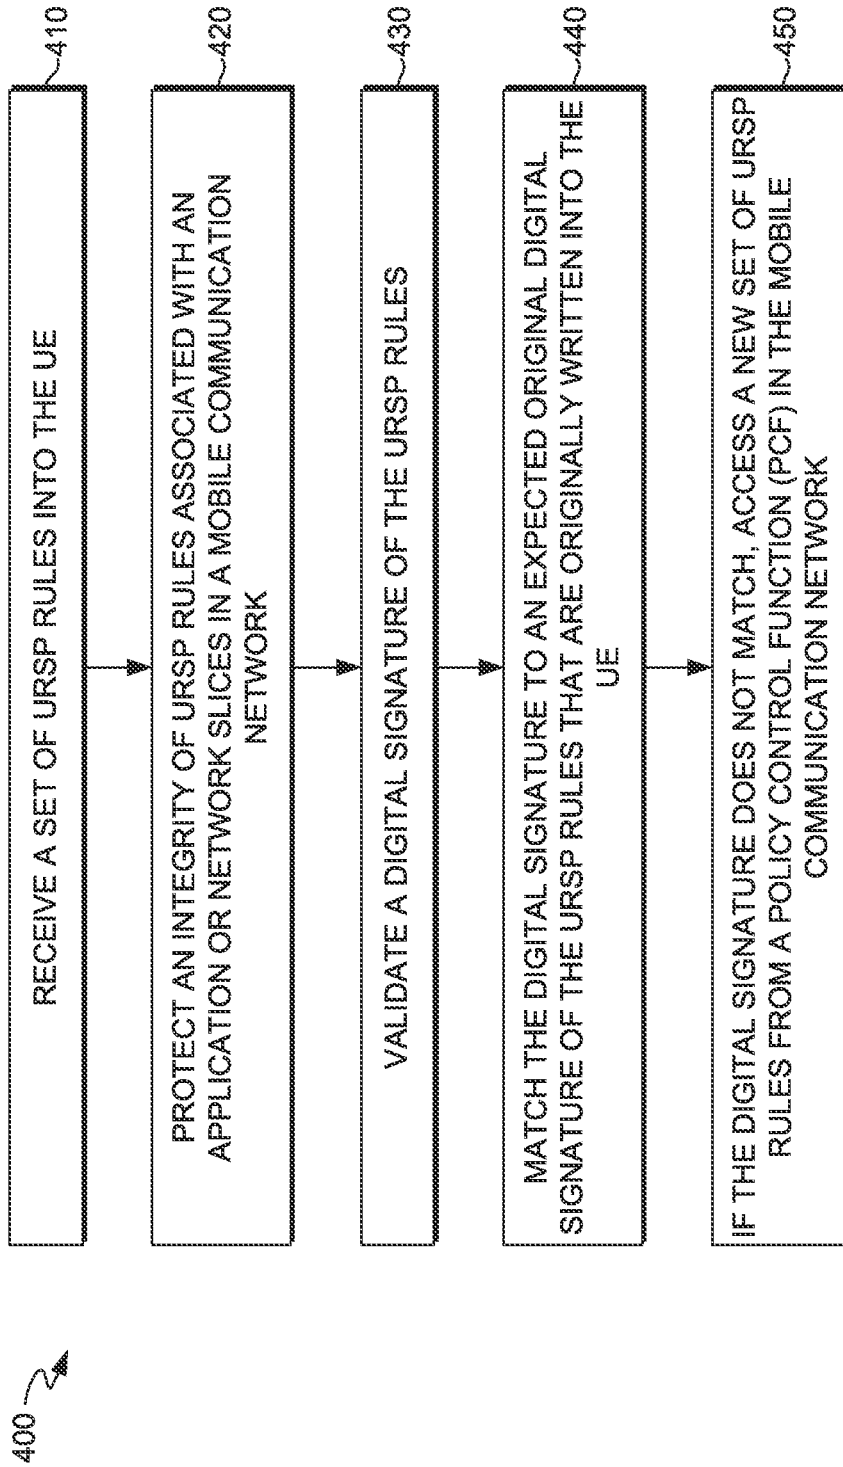 400
RECEIVE A SET OF URSP RULES INTO THE UE
410
PROTECT AN INTEGRITY OF URSP RULES ASSOCIATED WITH AN
APPLICATION OR NETWORK SLICES IN A MOBILE COMMUNICATION
NETWORK
420
VALIDATE A DIGITAL SIGNATURE OF THE URSP RULES
430
MATCH THE DIGITAL SIGNATURE TO AN EXPECTED ORIGINAL DIGITAL
SIGNATURE OF THE URSP RULES THAT ARE ORIGINALLY WRITTEN INTO THE
UE
440
IF THE DIGITAL SIGNATURE DOES NOT MATCH, ACCESS A NEW SET OF URSP
RULES FROM A POLICY CONTROL FUNCTION (PCF) IN THE MOBILE
COMMUNICATION NETWORK
450